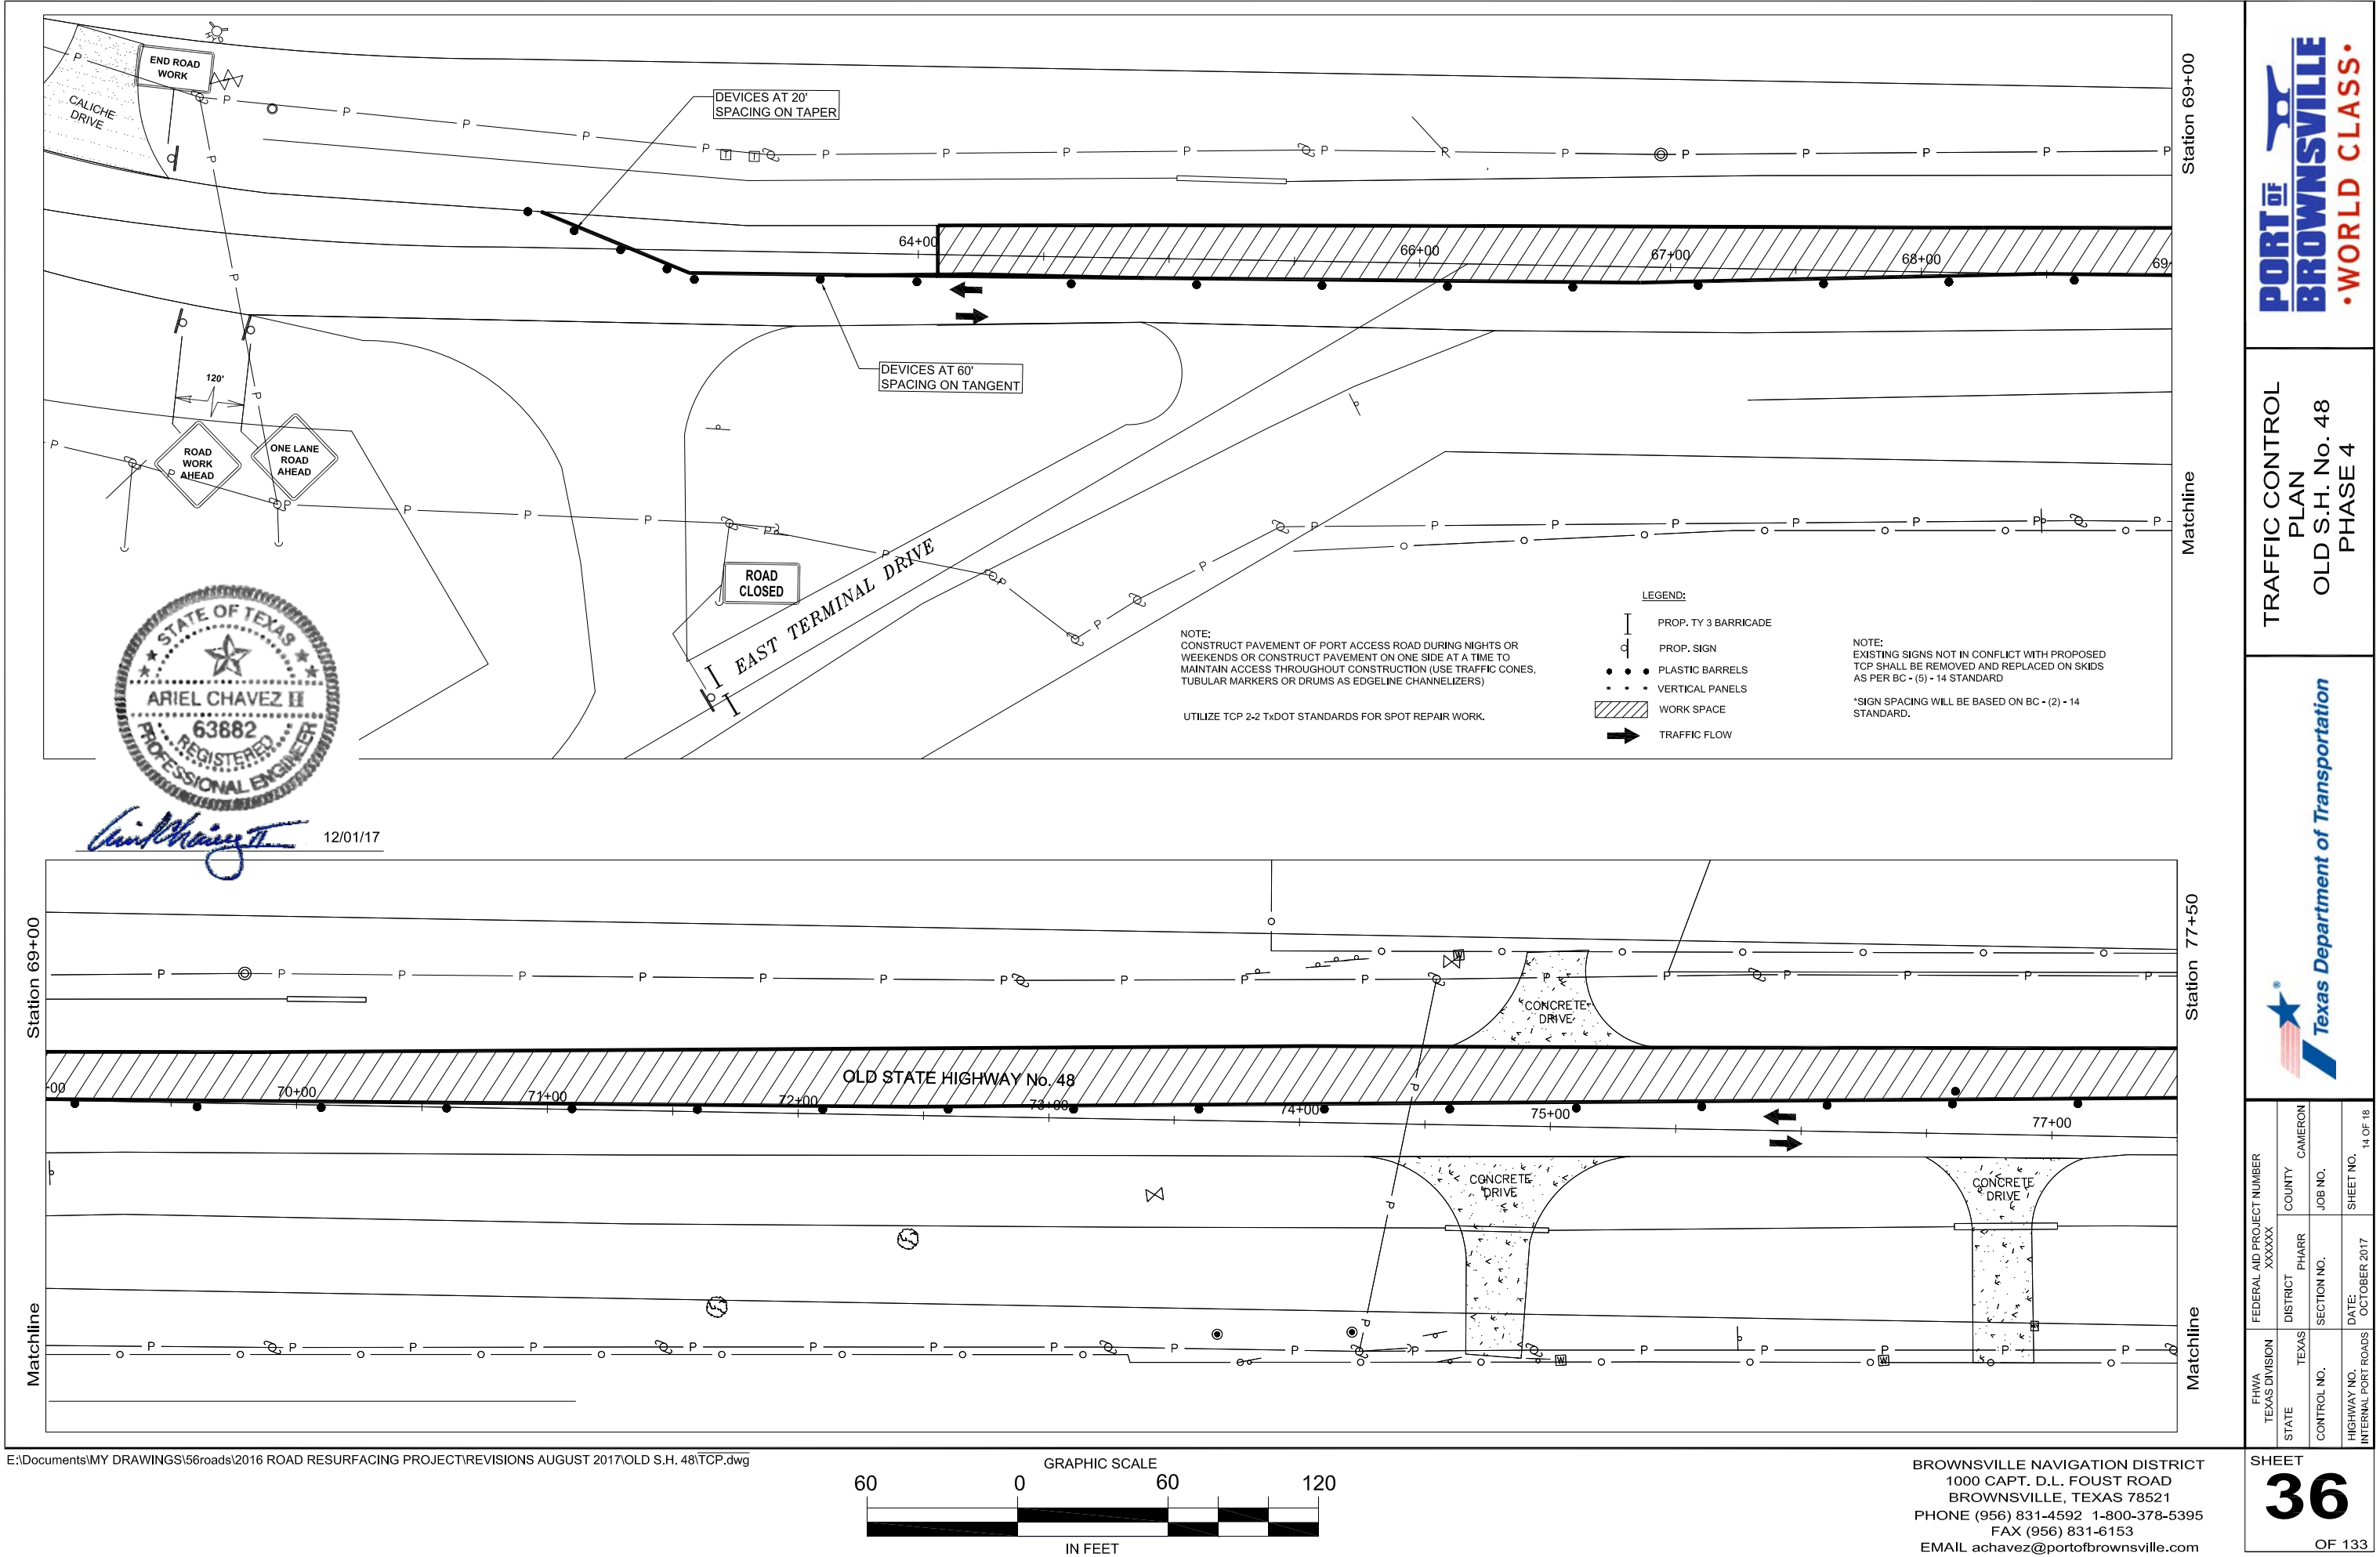 END ROAD
WORK
CALICHE
DRIVE
DEVICES AT 20'
SPACING ON TAPER
64+00
66+00
67+00
68+00
69
DEVICES AT 60'
SPACING ON TANGENT
120'
ROAD
WORK
AHEAD
ONE LANE
ROAD
AHEAD
ROAD
CLOSED
EAST TERMINAL DRIVE
Station 69+00
Matchline
NOTE:
CONSTRUCT PAVEMENT OF PORT ACCESS ROAD DURING NIGHTS OR
WEEKENDS OR CONSTRUCT PAVEMENT ON ONE SIDE AT A TIME TO
MAINTAIN ACCESS THROUGHOUT CONSTRUCTION (USE TRAFFIC CONES,
TUBULAR MARKERS OR DRUMS AS EDGELINE CHANNELIZERS)
UTILIZE TCP 2-2 TxDOT STANDARDS FOR SPOT REPAIR WORK.
LEGEND:
PROP. TY 3 BARRICADE
PROP. SIGN
PLASTIC BARRELS
VERTICAL PANELS
WORK SPACE
TRAFFIC FLOW
NOTE:
EXISTING SIGNS NOT IN CONFLICT WITH PROPOSED
TCP SHALL BE REMOVED AND REPLACED ON SKIDS
AS PER BC - (5) - 14 STANDARD
*SIGN SPACING WILL BE BASED ON BC - (2) - 14
STANDARD.
STATE OF TEXAS
ARIEL CHAVEZ II
63882
REGISTERED
PROFESSIONAL ENGINEER
Ariel Chavez II
12/01/17
Station 69+00
Matchline
-00
70+00
71+00
72+00
73+00
74+00
75+00
77+00
OLD STATE HIGHWAY No. 48
CONCRETE
DRIVE
CONCRETE
DRIVE
CONCRETE
DRIVE
Station 77+50
Matchline
E:\Documents\MY DRAWINGS\56roads\2016 ROAD RESURFACING PROJECT\REVISIONS AUGUST 2017\OLD S.H. 48\TCP.dwg
GRAPHIC SCALE
60 0 60 120
IN FEET
BROWNSVILLE NAVIGATION DISTRICT
1000 CAPT. D.L. FOUST ROAD
BROWNSVILLE, TEXAS 78521
PHONE (956) 831-4592 1-800-378-5395
FAX (956) 831-6153
EMAIL achavez@portofbrownsville.com
PORT OF
BROWNSVILLE
•WORLD CLASS•
TRAFFIC CONTROL
PLAN
OLD S.H. No. 48
PHASE 4
Texas Department of Transportation
FHWA
TEXAS DIVISION
FEDERAL AID PROJECT NUMBER
XXXXXXX
STATE
TEXAS
DISTRICT
PHARR
COUNTY
CAMERON
CONTROL NO.
SECTION NO.
JOB NO.
HIGHWAY NO.
INTERNAL PORT ROADS
DATE:
OCTOBER 2017
SHEET NO.
14 OF 18
SHEET
36
OF 133